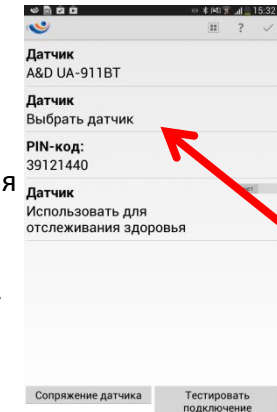 15:32
?
Датчик
A&D UA-911BT
Датчик
Выбрать датчик
PIN-код:
39121440
я
Датчик
Использовать для
отслеживания здоровья
Сопряжение датчика
Тестировать
подключение